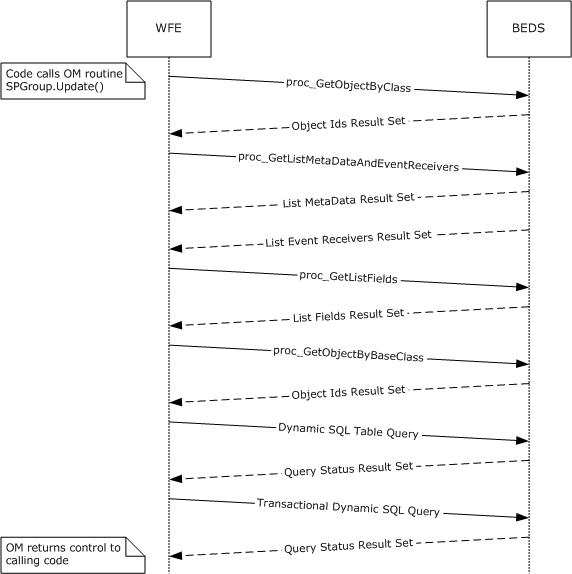 WFE
BEDS
Code calls OM routine
SPGroup.Update()
proc_GetObjectByClass
Object Ids Result Set
proc_GetListMetaDataAndEventReceivers
List MetaData Result Set
List Event Receivers Result Set
proc_GetListFields
List Fields Result Set
proc_GetObjectByBaseClass
Object Ids Result Set
Dynamic SQL Table Query
Query Status Result Set
Transactional Dynamic SQL Query
OM returns control to
calling code
Query Status Result Set